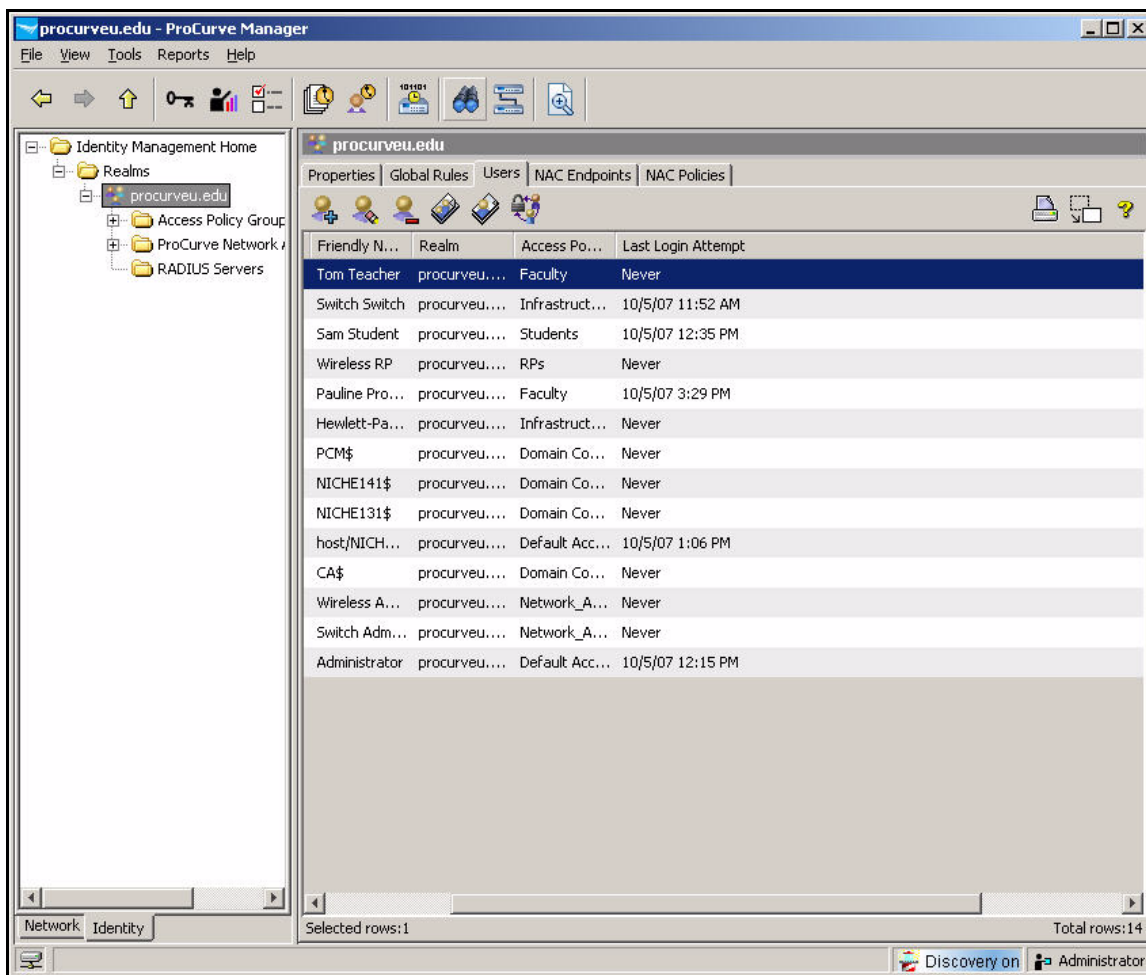 procurveu.edu - ProCurve Manager
File View Tools Reports Help
Identity Management Home
Realms
procurveu.edu
Access Policy Group
ProCurve Network A
RADIUS Servers
procurveu.edu
Properties Global Rules Users NAC Endpoints NAC Policies
Friendly N... Realm Access Po... Last Login Attempt
Tom Teacher procurveu.... Faculty Never
Switch Switch procurveu.... Infrastruct... 10/5/07 11:52 AM
Sam Student procurveu.... Students 10/5/07 12:35 PM
Wireless RP procurveu.... RPs Never
Pauline Pro... procurveu.... Faculty 10/5/07 3:29 PM
Hewlett-Pa... procurveu.... Infrastruct... Never
PCM$ procurveu.... Domain Co... Never
NICHE141$ procurveu.... Domain Co... Never
NICHE131$ procurveu.... Domain Co... Never
host/NICH... procurveu.... Default Acc... 10/5/07 1:06 PM
CA$ procurveu.... Domain Co... Never
Wireless A... procurveu.... Network_A... Never
Switch Adm... procurveu.... Network_A... Never
Administrator procurveu.... Default Acc... 10/5/07 12:15 PM
Network Identity
Selected rows:1 Total rows:14
Discovery on Administrator